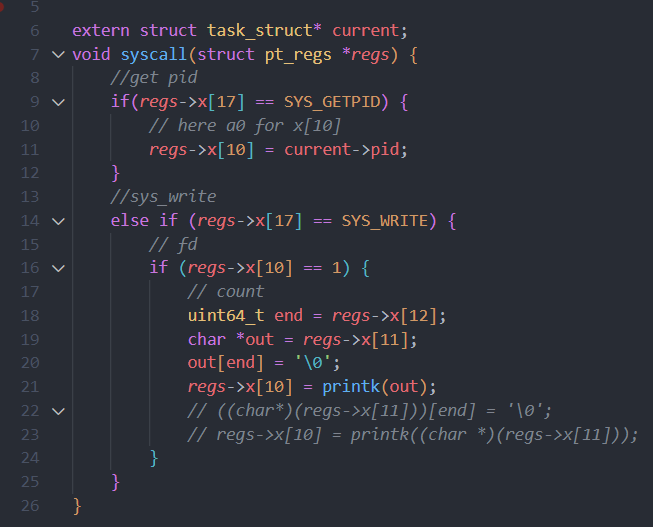 5
6 extern struct task_struct* current;
7 void syscall(struct pt_regs *regs) {
8 //get pid
9 if(regs->x[17] == SYS_GETPID) {
10 // here a0 for x[10]
11 regs->x[10] = current->pid;
12 }
13 //sys_write
14 else if (regs->x[17] == SYS_WRITE) {
15 // fd
16 if (regs->x[10] == 1) {
17 // count
18 uint64_t end = regs->x[12];
19 char *out = regs->x[11];
20 out[end] = '\0';
21 regs->x[10] = printk(out);
22 // ((char*)(regs->x[11]))[end] = '\0';
23 // regs->x[10] = printk((char *)(regs->x[11]));
24 }
25 }
26 }